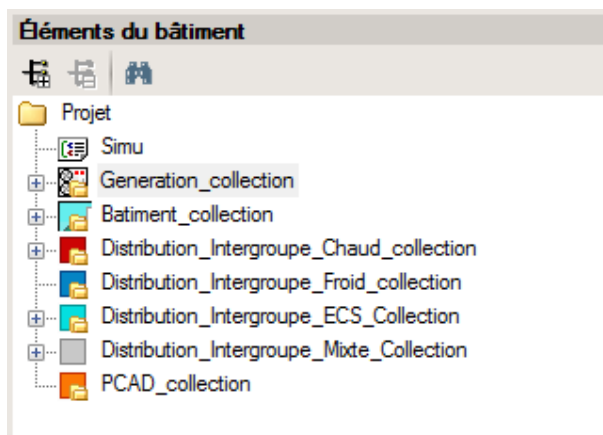 Éléments du bâtiment
Projet
Simu
Generation_collection
Batiment_collection
Distribution_Intergroupe_Chaud_collection
Distribution_Intergroupe_Froid_collection
Distribution_Intergroupe_ECS_Collection
Distribution_Intergroupe_Mixte_Collection
PCAD_collection